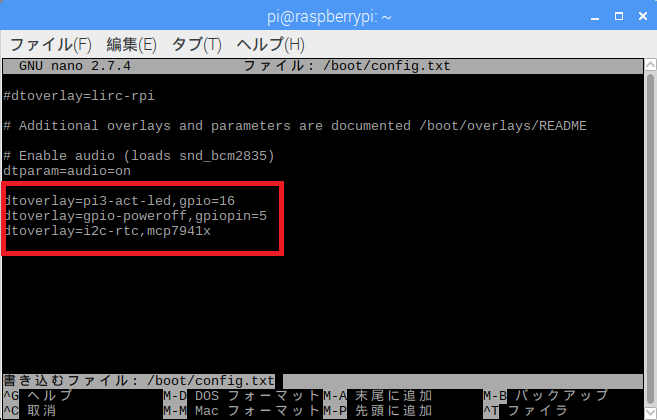 pi@raspberrypi: ~
ファイル(F) 編集(E) タブ(T) ヘルプ(H)
GNU nano 2.7.4 ファイル: /boot/config.txt
#dtoverlay=lirc-rpi
# Additional overlays and parameters are documented /boot/overlays/README
# Enable audio (loads snd_bcm2835)
dtparam=audio=on
dtoverlay=pi3-act-led,gpio=16
dtoverlay=gpio-poweroff,gpiopin=5
dtoverlay=i2c-rtc,mcp7941x
書き込むファイル: /boot/config.txt
^G ヘルプ M-D DOS フォーマット M-A 末尾に追加 M-B バックアップ
^C 取消 M-M Mac フォーマット M-P 先頭に追加 ^T ファイラ